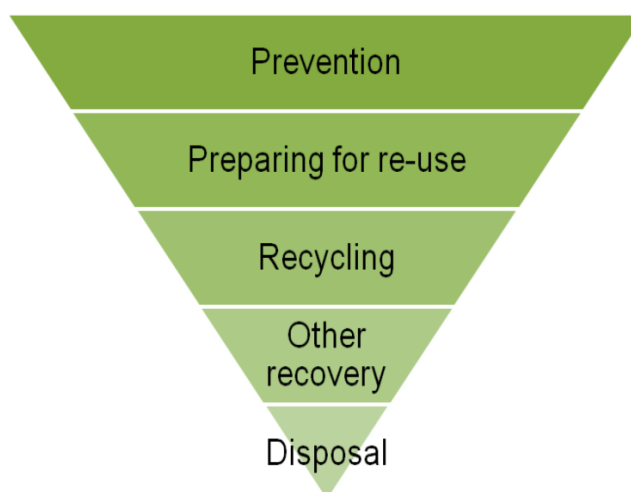 Prevention
Preparing for re-use
Recycling
Other
recovery
Disposal